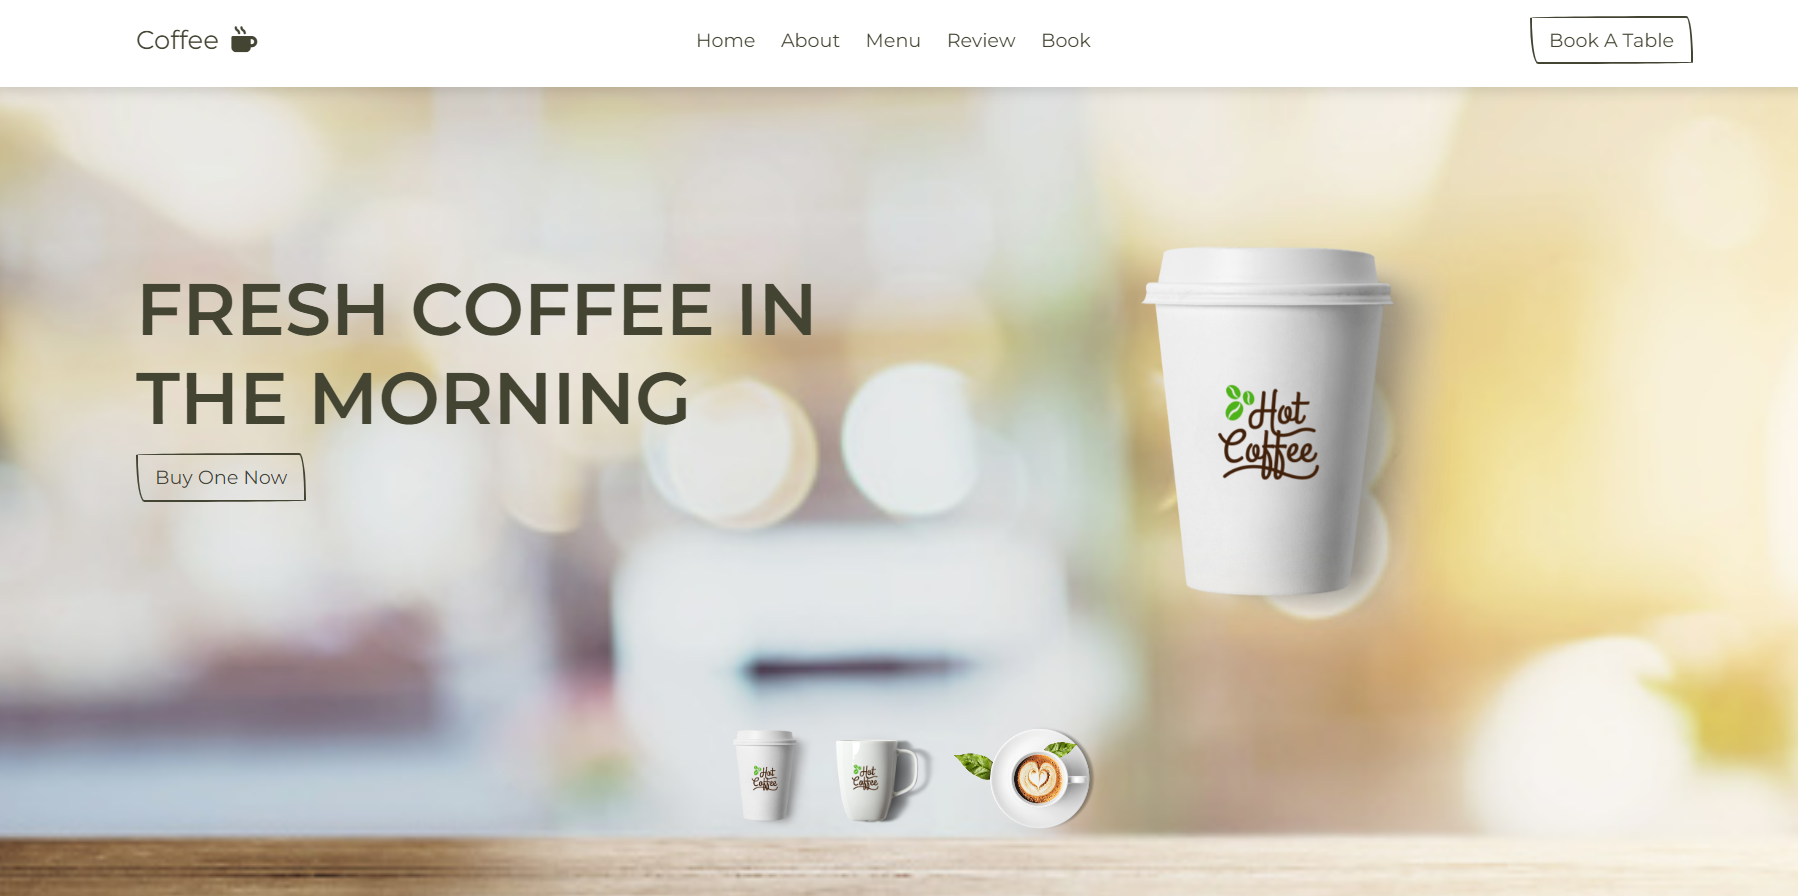 Coffee
Home About Menu Review Book
Book A Table
FRESH COFFEE IN
THE MORNING
Buy One Now
Hot
Coffee
Hot
Coffee
Hot
Coffee